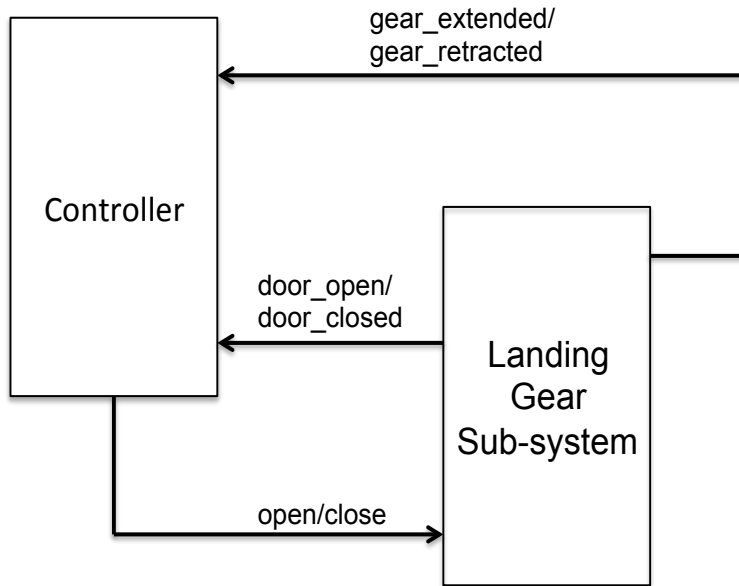 gear_extended/
gear_retracted
Controller
door_open/
door_closed
Landing
Gear
Sub-system
open/close